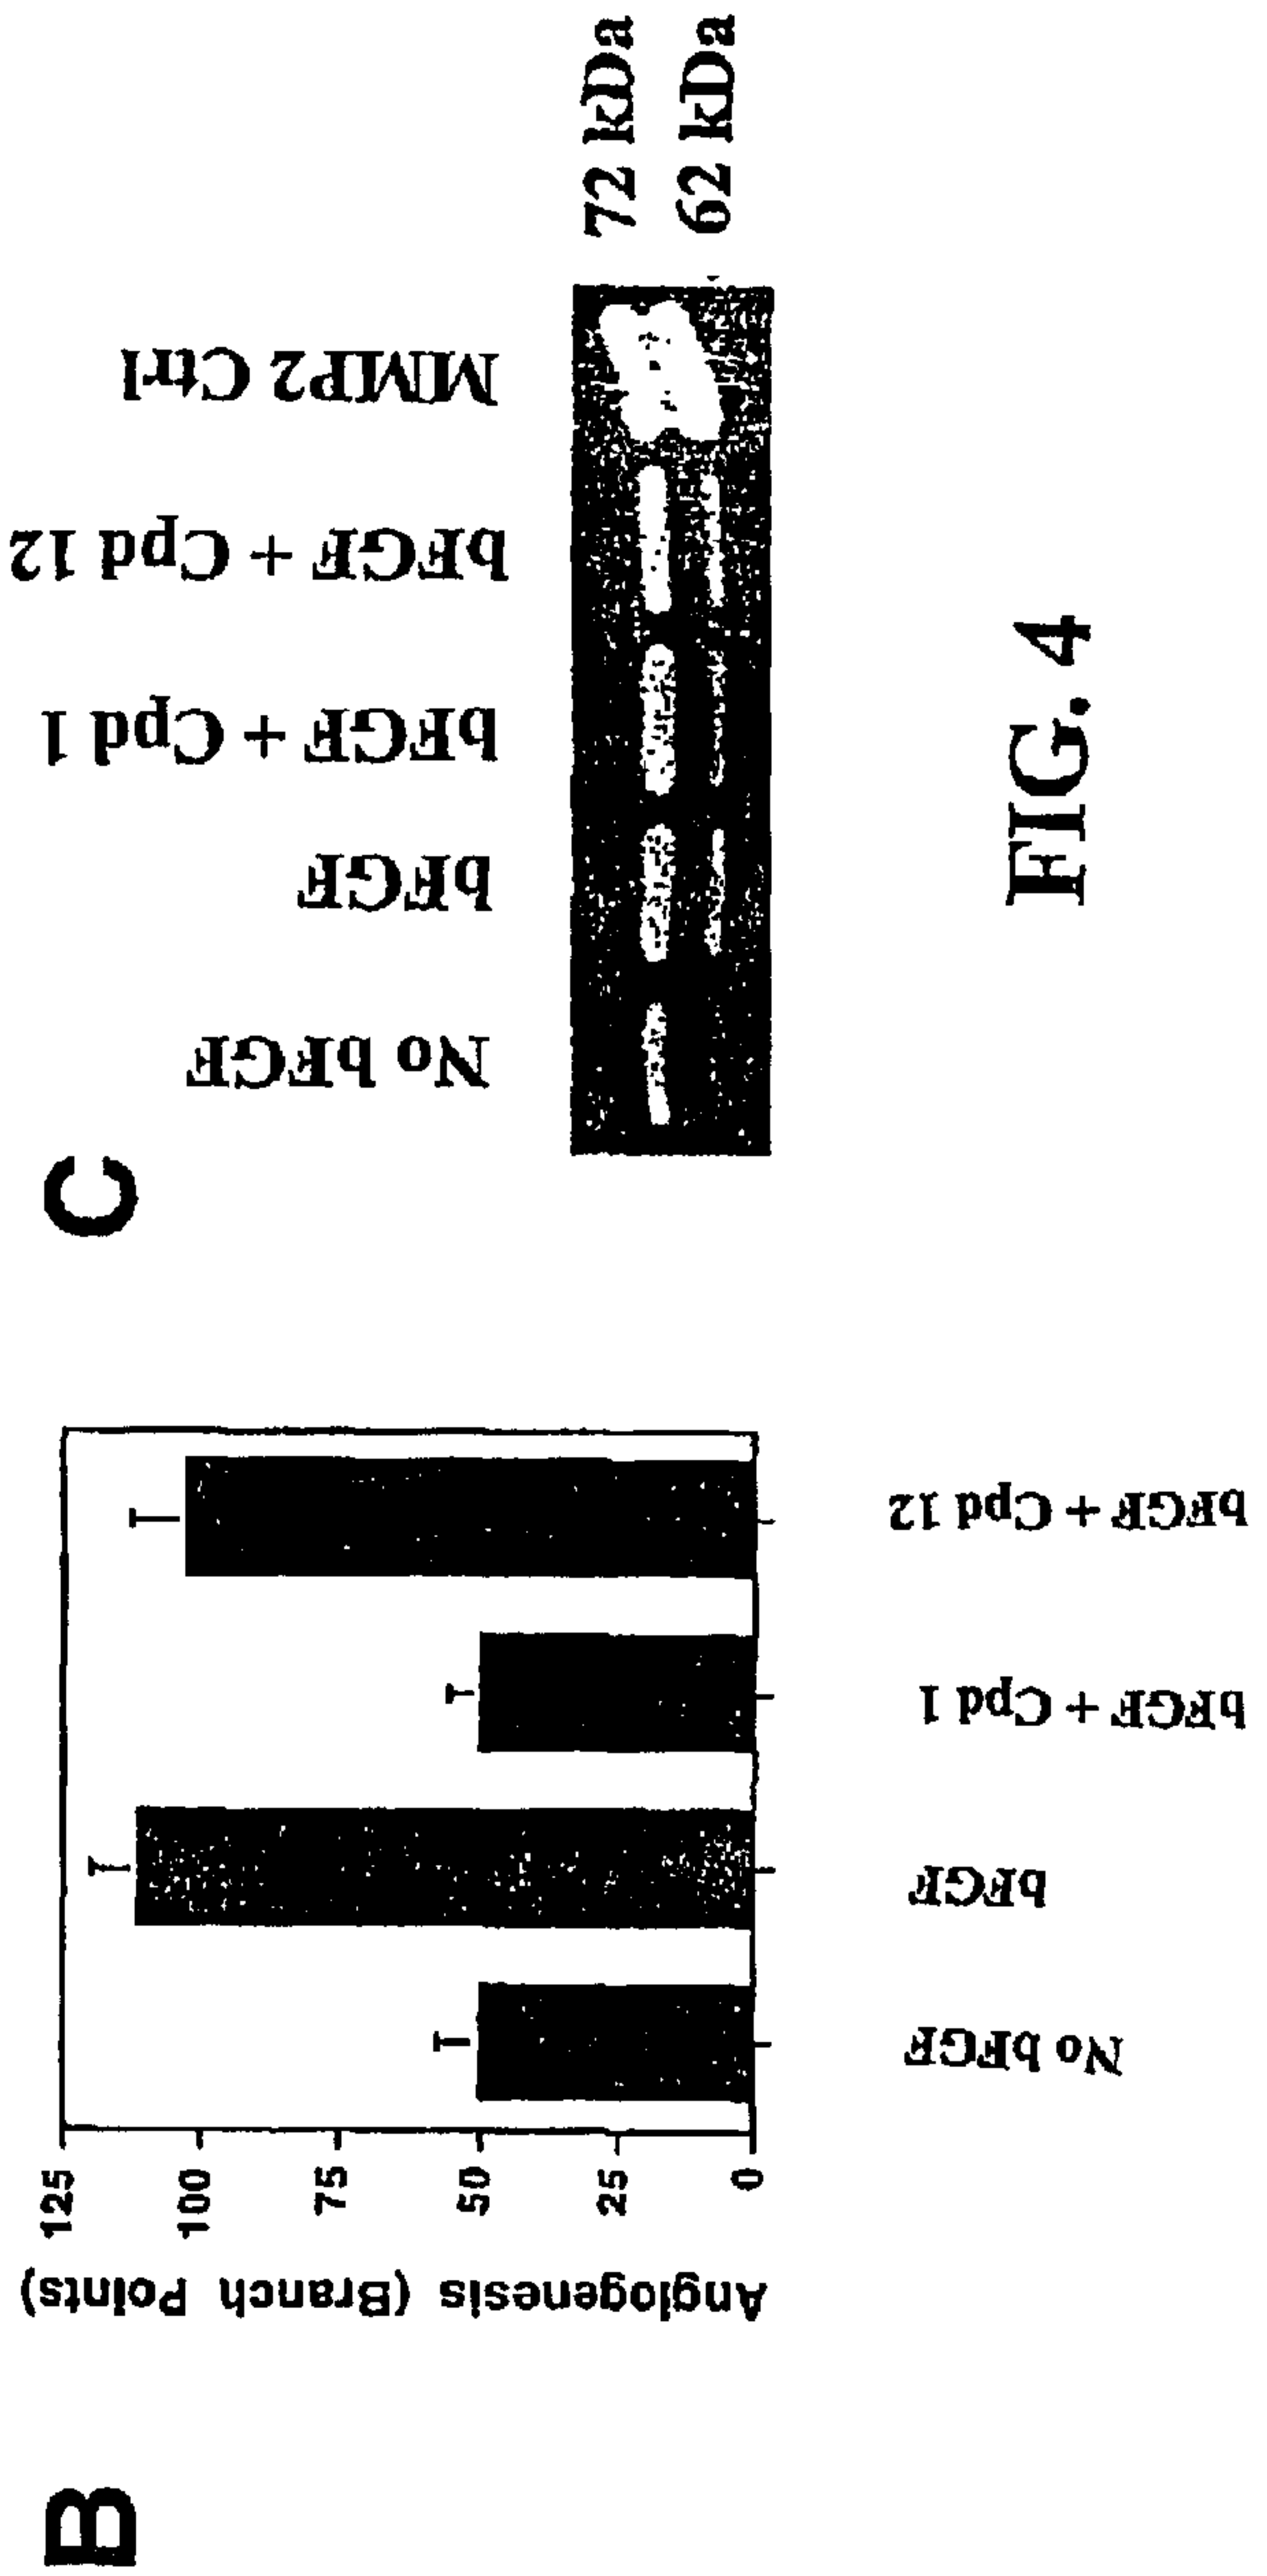 B
Angiogenesis (Branch Points)
125
100
75
50
25
0
No bFGF
bFGF
bFGF + Cpd 1
bFGF + Cpd 12
C
No bFGF
bFGF
bFGF + Cpd 1
bFGF + Cpd 12
MMP2 Ctrl
72 kDa
62 kDa
FIG. 4